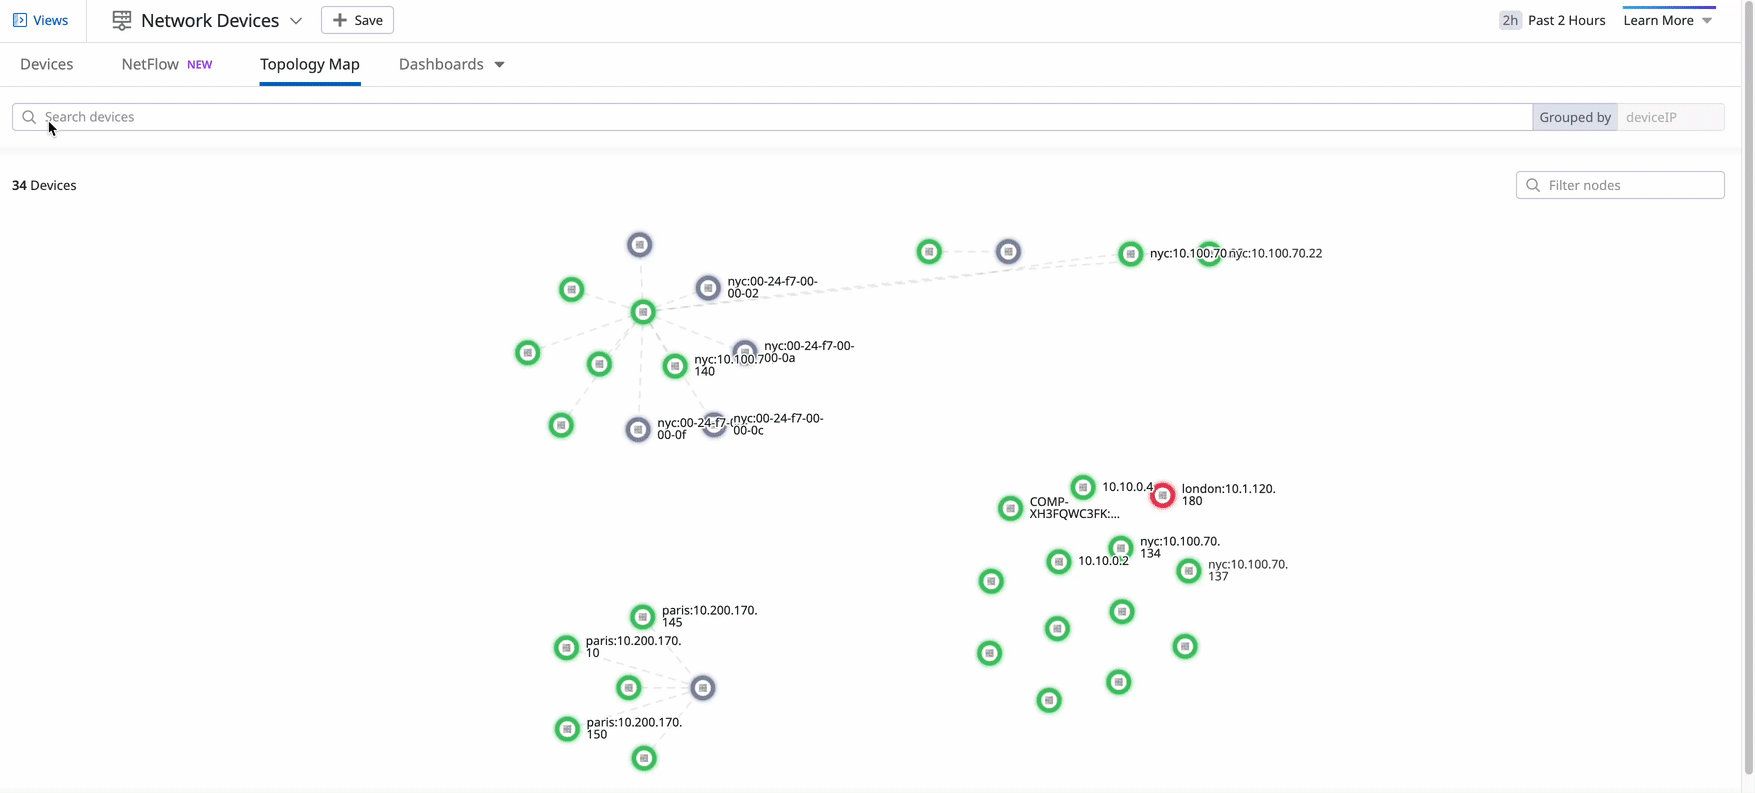 Views
Network Devices
Save
2h Past 2 Hours
Learn More
Devices
NetFlow NEW
Topology Map
Dashboards
Search devices
Grouped by deviceIP
34 Devices
Filter nodes
nyc:10.100.70
nyc:10.100.70.22
nyc:00-24-f7-00-
00-02
nyc:00-24-f7-00-
00-0a
nyc:10.100.7
140
nyc:00-24-f7-
00-0f
nyc:00-24-f7-00-
00-0c
10.10.0.4
london:10.1.120.
180
COMP-
XH3FQWC3FK:...
nyc:10.100.70.
134
10.10.0.2
nyc:10.100.70.
137
paris:10.200.170.
145
paris:10.200.170.
10
paris:10.200.170.
150